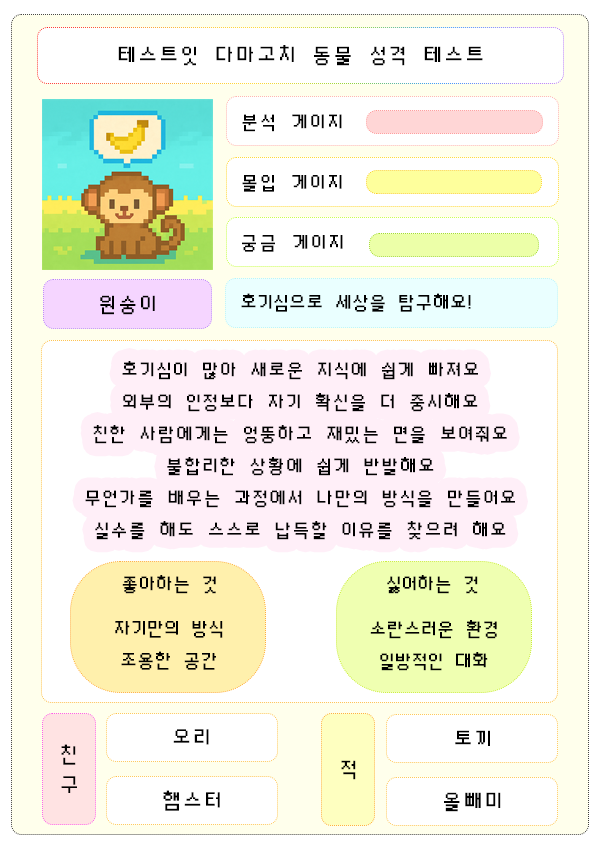 테스트잇 다마고치 동물 성격 테스트
분석 게이지
몰입 게이지
궁금 게이지
원숭이
호기심으로 세상을 탐구해요!
호기심이 많아 새로운 지식에 쉽게 빠져요
외부의 인정보다 자기 확신을 더 중시해요
친한 사람에게는 엉뚱하고 재밌는 면을 보여줘요
불합리한 상황에 쉽게 반발해요
무언가를 배우는 과정에서 나만의 방식을 만들어요
실수를 해도 스스로 납득할 이유를 찾으려 해요
좋아하는 것
자기만의 방식
조용한 공간
싫어하는 것
소란스러운 환경
일방적인 대화
친구
오리
햄스터
적
토끼
올빼미